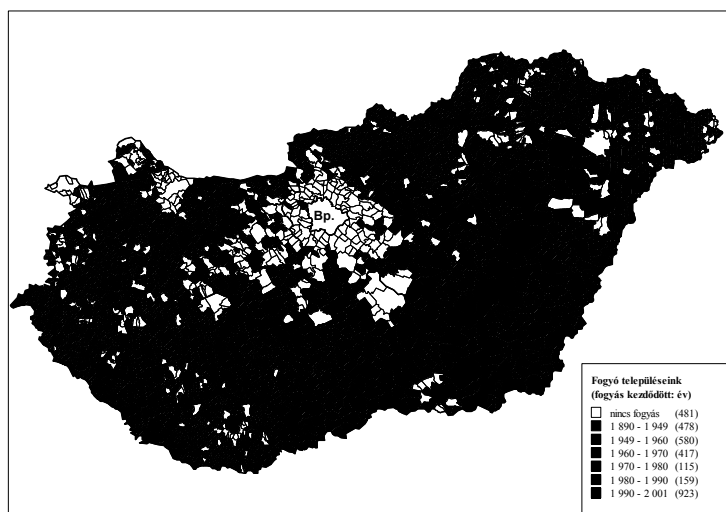 Bp.
Fogyó településeink
(fogyás kezdődött: év)
nincs fogyás (481)
1 890 - 1 949 (478)
1 949 - 1 960 (580)
1 960 - 1 970 (417)
1 970 - 1 980 (115)
1 980 - 1 990 (159)
1 990 - 2 001 (923)